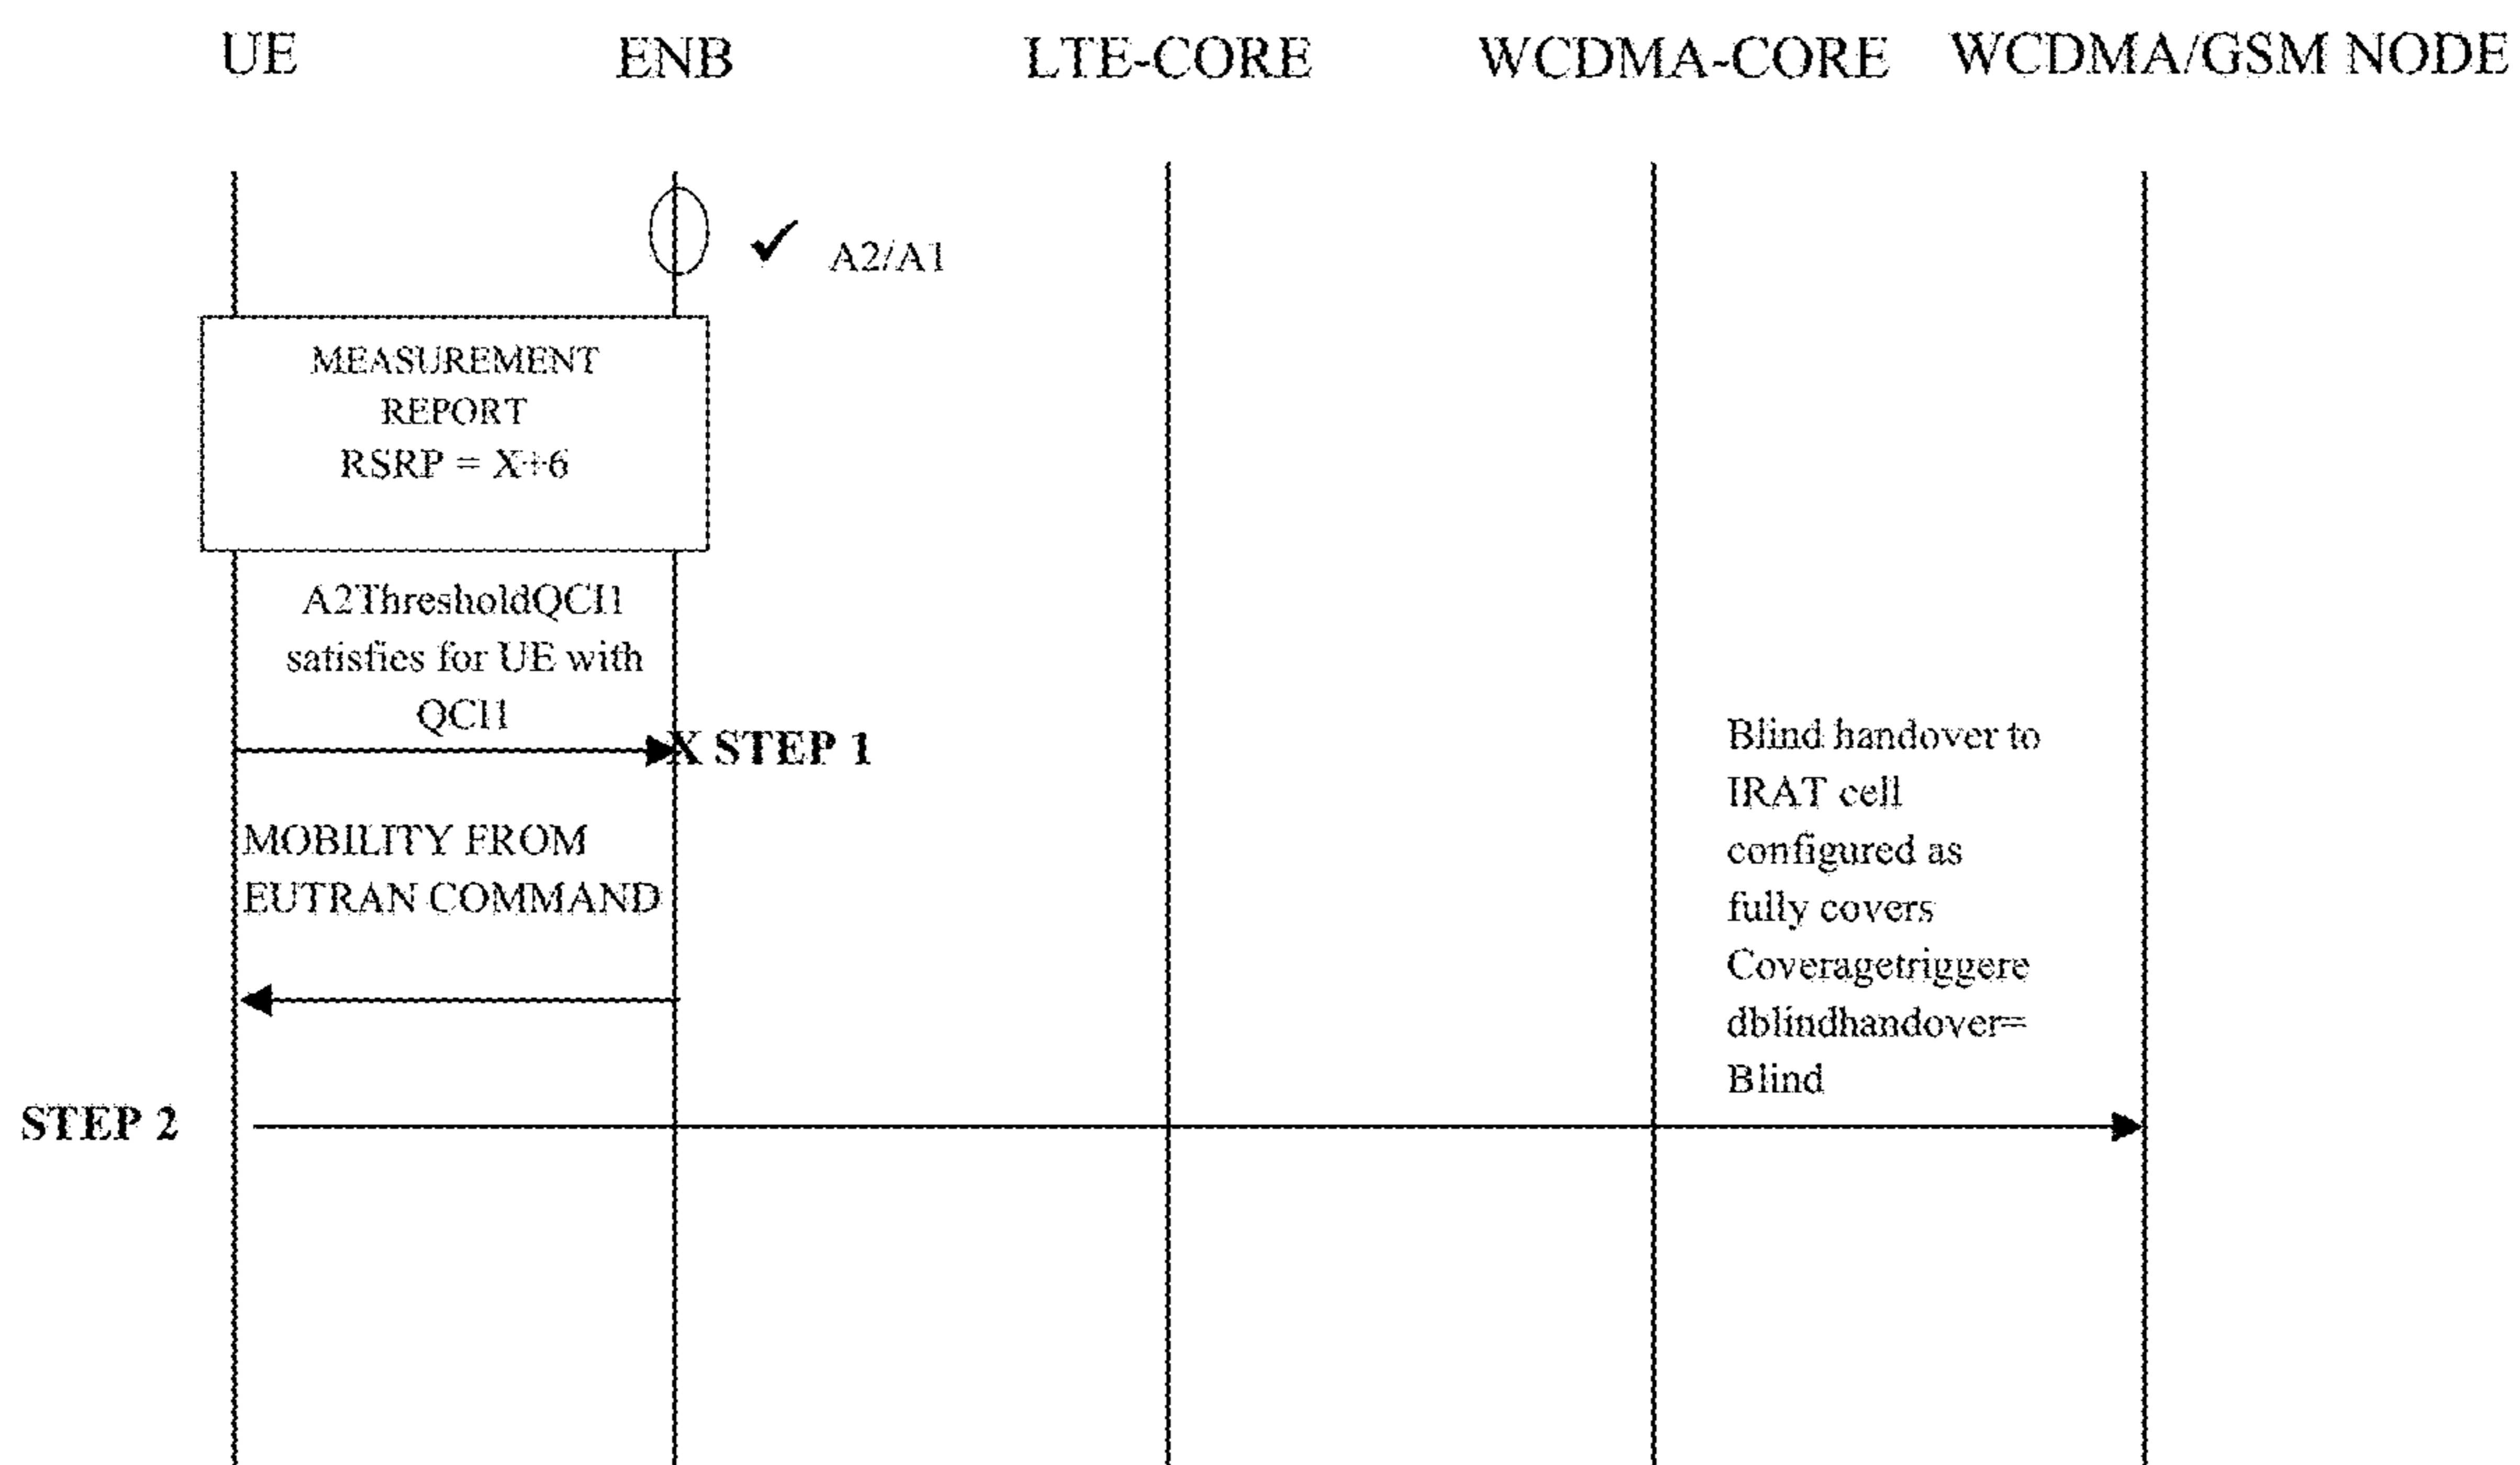 UE ENB LTE-CORE WCDMA-CORE WCDMA/GSM NODE
✓ A2/A1
MEASUREMENT
REPORT
RSRP = X+6
A2ThresholdQCI1
satisfies for UE with
QCI1
X STEP 1
MOBILITY FROM
EUTRAN COMMAND
Blind handover to
IRAT cell
configured as
fully covers
Coveragetriggere
dblindhandover=
Blind
STEP 2